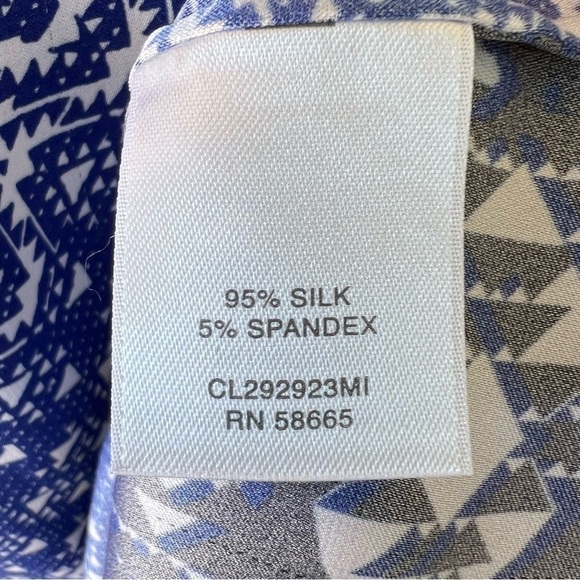 95% SILK
5% SPANDEX
CL292923MI
RN 58665